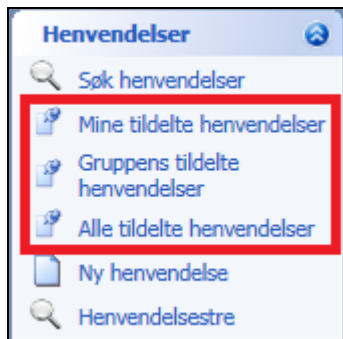 Henvendelser
Søk henvendelser
Mine tildelte henvendelser
Gruppens tildelte
henvendelser
Alle tildelte henvendelser
Ny henvendelse
Henvendelsestre